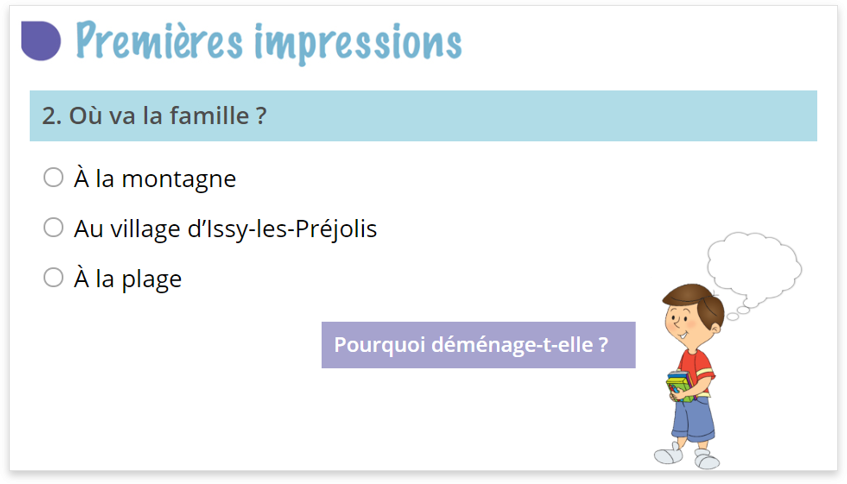 Premières impressions
2. Où va la famille ?
À la montagne
Au village d’Issy-les-Préjolis
À la plage
Pourquoi déménage-t-elle ?